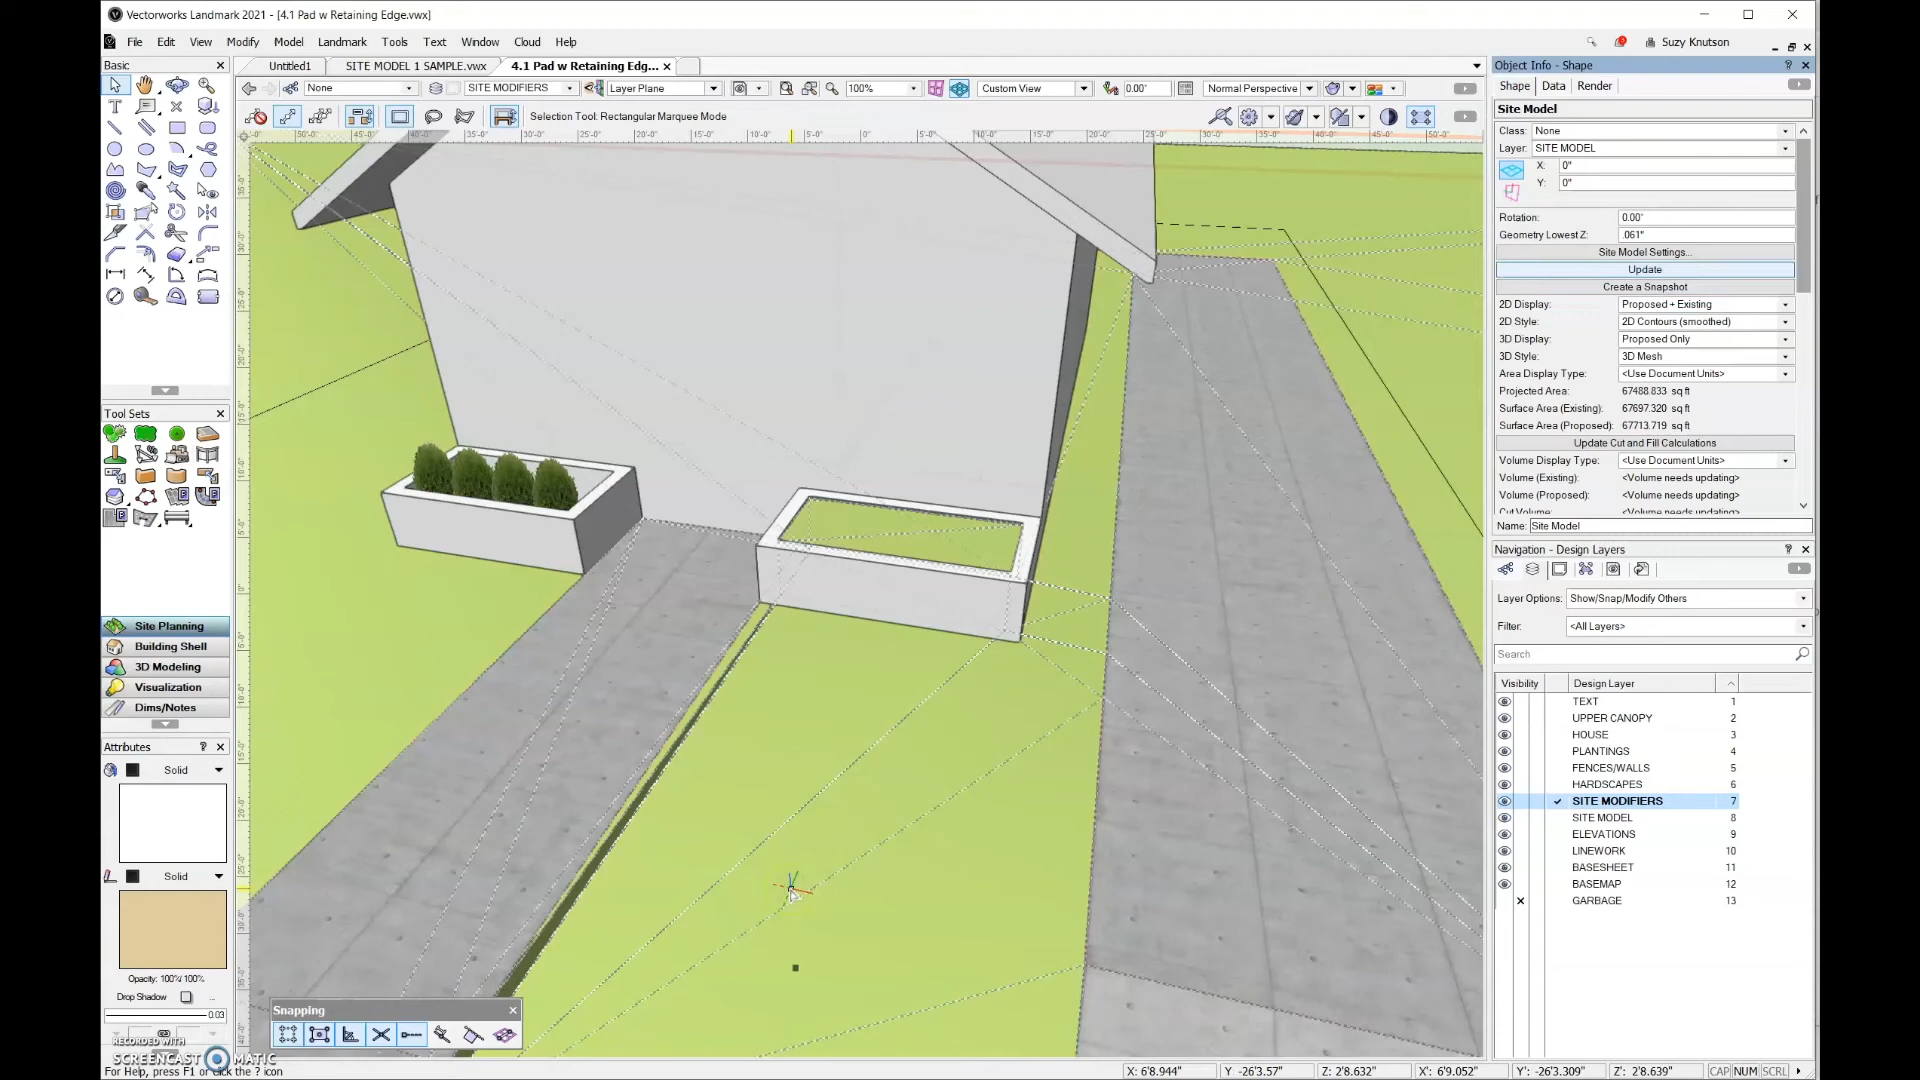 Vectorworks Landmark 2021 - [4.1 Pad w Retaining Edge.vwx]
File Edit View Modify Model Landmark Tools Text Window Cloud Help
Suzy Knutson
Basic
Untitled1 SITE MODEL 1 SAMPLE.vwx 4.1 Pad w Retaining Edg...
None SITE MODIFIERS Layer Plane 100% Custom View 0.00° Normal Perspective
Selection Tool: Rectangular Marquee Mode
Tool Sets
Site Planning
Building Shell
3D Modeling
Visualization
Dims/Notes
Attributes
Solid
Solid
Opacity: 100%/ 100%
Drop Shadow ...
0.03
RECORDED WITH
SCREENCAST MATIC
Snapping
Object Info - Shape
Shape Data Render
Site Model
Class: None
Layer: SITE MODEL
X: 0"
Y: 0"
Rotation: 0.00°
Geometry Lowest Z: .061"
Site Model Settings...
Update
Create a Snapshot
2D Display: Proposed + Existing
2D Style: 2D Contours (smoothed)
3D Display: Proposed Only
3D Style: 3D Mesh
Area Display Type: <Use Document Units>
Projected Area: 67488.833 sq ft
Surface Area (Existing): 67697.320 sq ft
Surface Area (Proposed): 67713.719 sq ft
Update Cut and Fill Calculations
Volume Display Type: <Use Document Units>
Volume (Existing): <Volume needs updating>
Volume (Proposed): <Volume needs updating>
Cut Volume: <Volume needs updating>
Name: Site Model
Navigation - Design Layers
Layer Options: Show/Snap/Modify Others
Filter: <All Layers>
Search
Visibility Design Layer
TEXT 1
UPPER CANOPY 2
HOUSE 3
PLANTINGS 4
FENCES/WALLS 5
HARDSCAPES 6
SITE MODIFIERS 7
SITE MODEL 8
ELEVATIONS 9
LINEWORK 10
BASESHEET 11
BASEMAP 12
GARBAGE 13
For Help, press F1 or click the ? icon
X: 6'8.944" Y -26'3.57" Z: 2'8.632" X': 6'9.052" Y': -26'3.309" Z': 2'8.639" CAP NUM SCRL